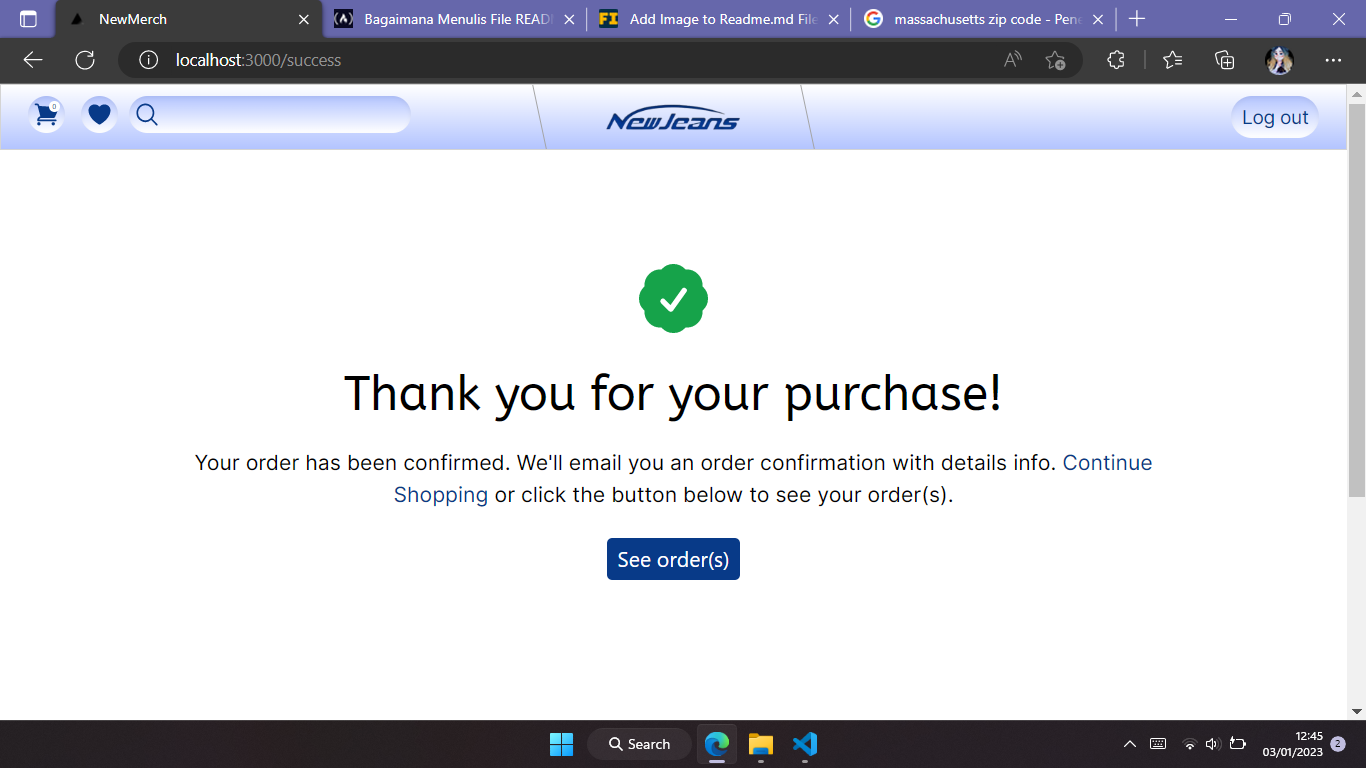 NewMerch
Bagaimana Menulis File READ
Add Image to Readme.md File
massachusetts zip code - Pene
localhost:3000/success
0
NewJeans
Log out
Thank you for your purchase!
Your order has been confirmed. We'll email you an order confirmation with details info. Continue
Shopping or click the button below to see your order(s).
See order(s)
Search
12:45
03/01/2023
2